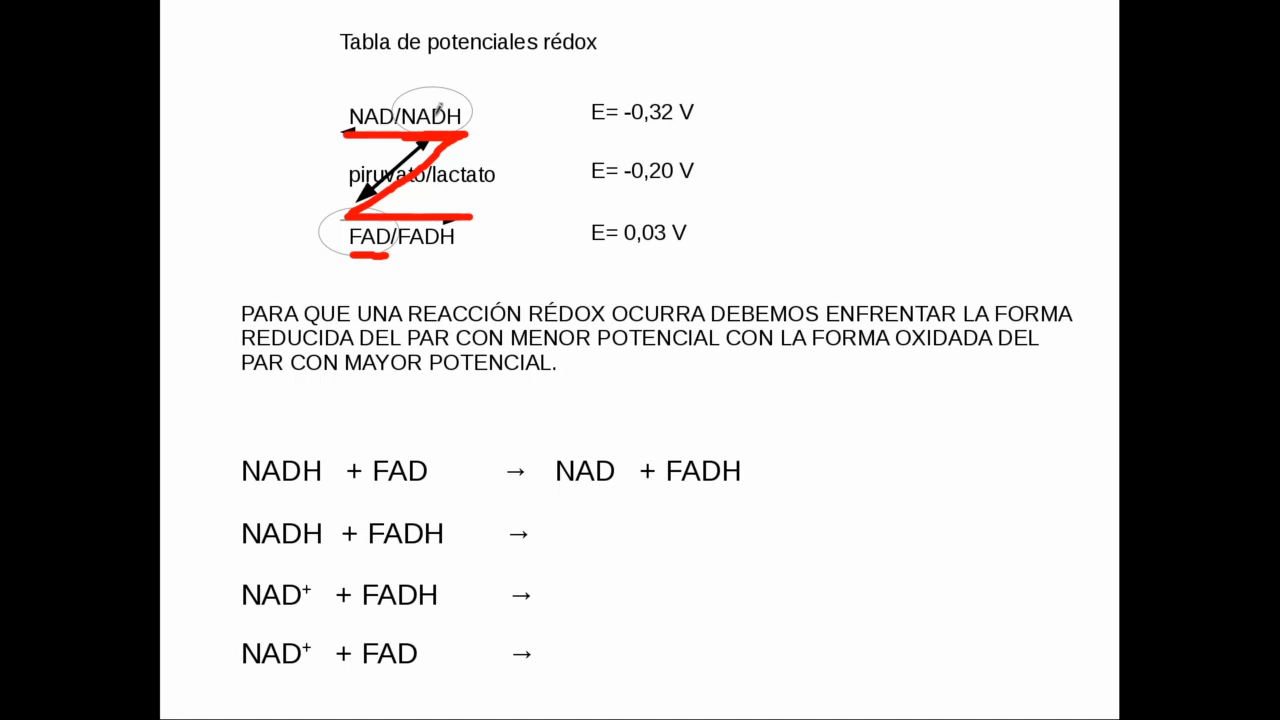 Tabla de potenciales rédox
NAD/NADH E= -0,32 V
piruvato/lactato E= -0,20 V
FAD/FADH E= 0,03 V
PARA QUE UNA REACCIÓN RÉDOX OCURRA DEBEMOS ENFRENTAR LA FORMA
REDUCIDA DEL PAR CON MENOR POTENCIAL CON LA FORMA OXIDADA DEL
PAR CON MAYOR POTENCIAL.
NADH + FAD → NAD + FADH
NADH + FADH →
NAD⁺ + FADH →
NAD⁺ + FAD →